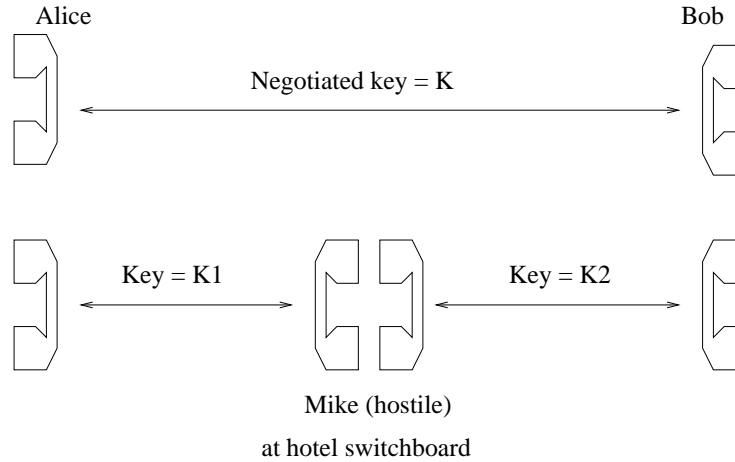 Alice
Bob
Negotiated key = K
Key = K1
Key = K2
Mike (hostile)
at hotel switchboard